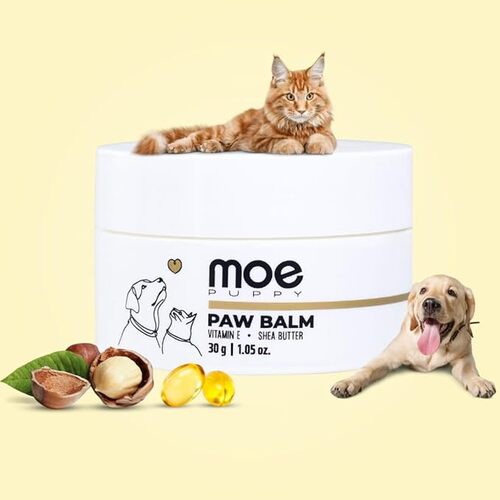 moe
PUPPY
PAW BALM
VITAMIN E • SHEA BUTTER
30 g | 1.05 oz.